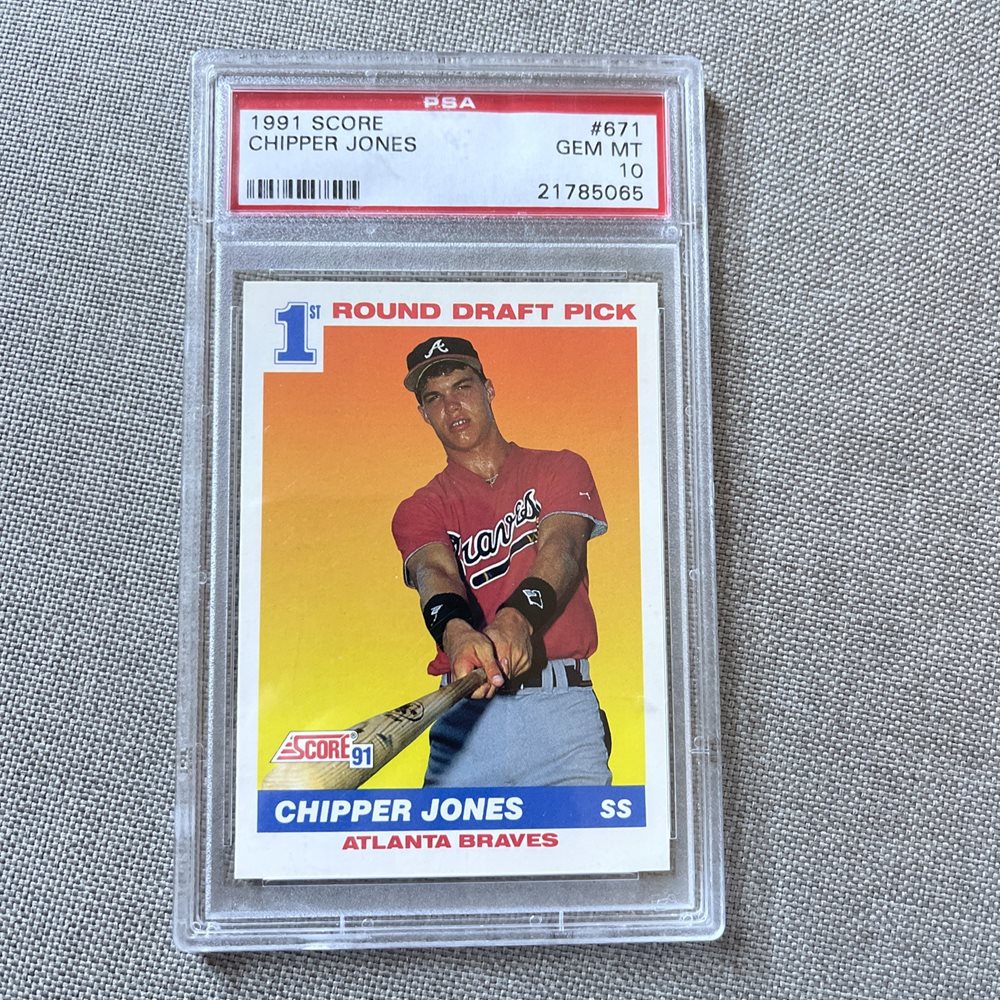 PSA
1991 SCORE #671
CHIPPER JONES GEM MT
10
21785065
1ST ROUND DRAFT PICK
A
Braves
SCORE® 91
CHIPPER JONES SS
ATLANTA BRAVES